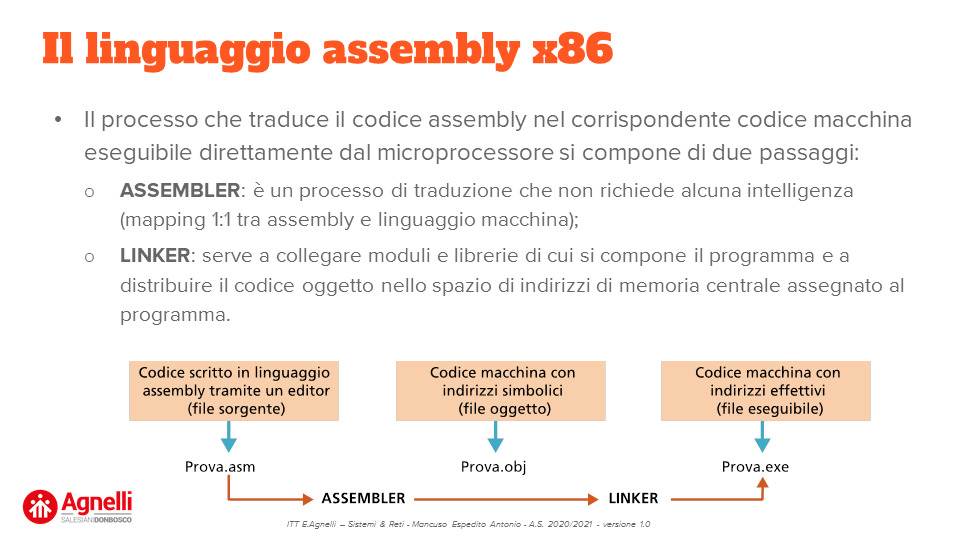 Il linguaggio assembly x86
• Il processo che traduce il codice assembly nel corrispondente codice macchina
eseguibile direttamente dal microprocessore si compone di due passaggi:
o ASSEMBLER: è un processo di traduzione che non richiede alcuna intelligenza
(mapping 1:1 tra assembly e linguaggio macchina);
o LINKER: serve a collegare moduli e librerie di cui si compone il programma e a
distribuire il codice oggetto nello spazio di indirizzi di memoria centrale assegnato al
programma.
Codice scritto in linguaggio
assembly tramite un editor
(file sorgente)
Codice macchina con
indirizzi simbolici
(file oggetto)
Codice macchina con
indirizzi effettivi
(file eseguibile)
Prova.asm
Prova.obj
Prova.exe
ASSEMBLER
LINKER
Agnelli
SALESIANIDONBOSCO
ITT E.Agnelli – Sistemi & Reti - Mancuso Espedito Antonio - A.S. 2020/2021 - versione 1.0